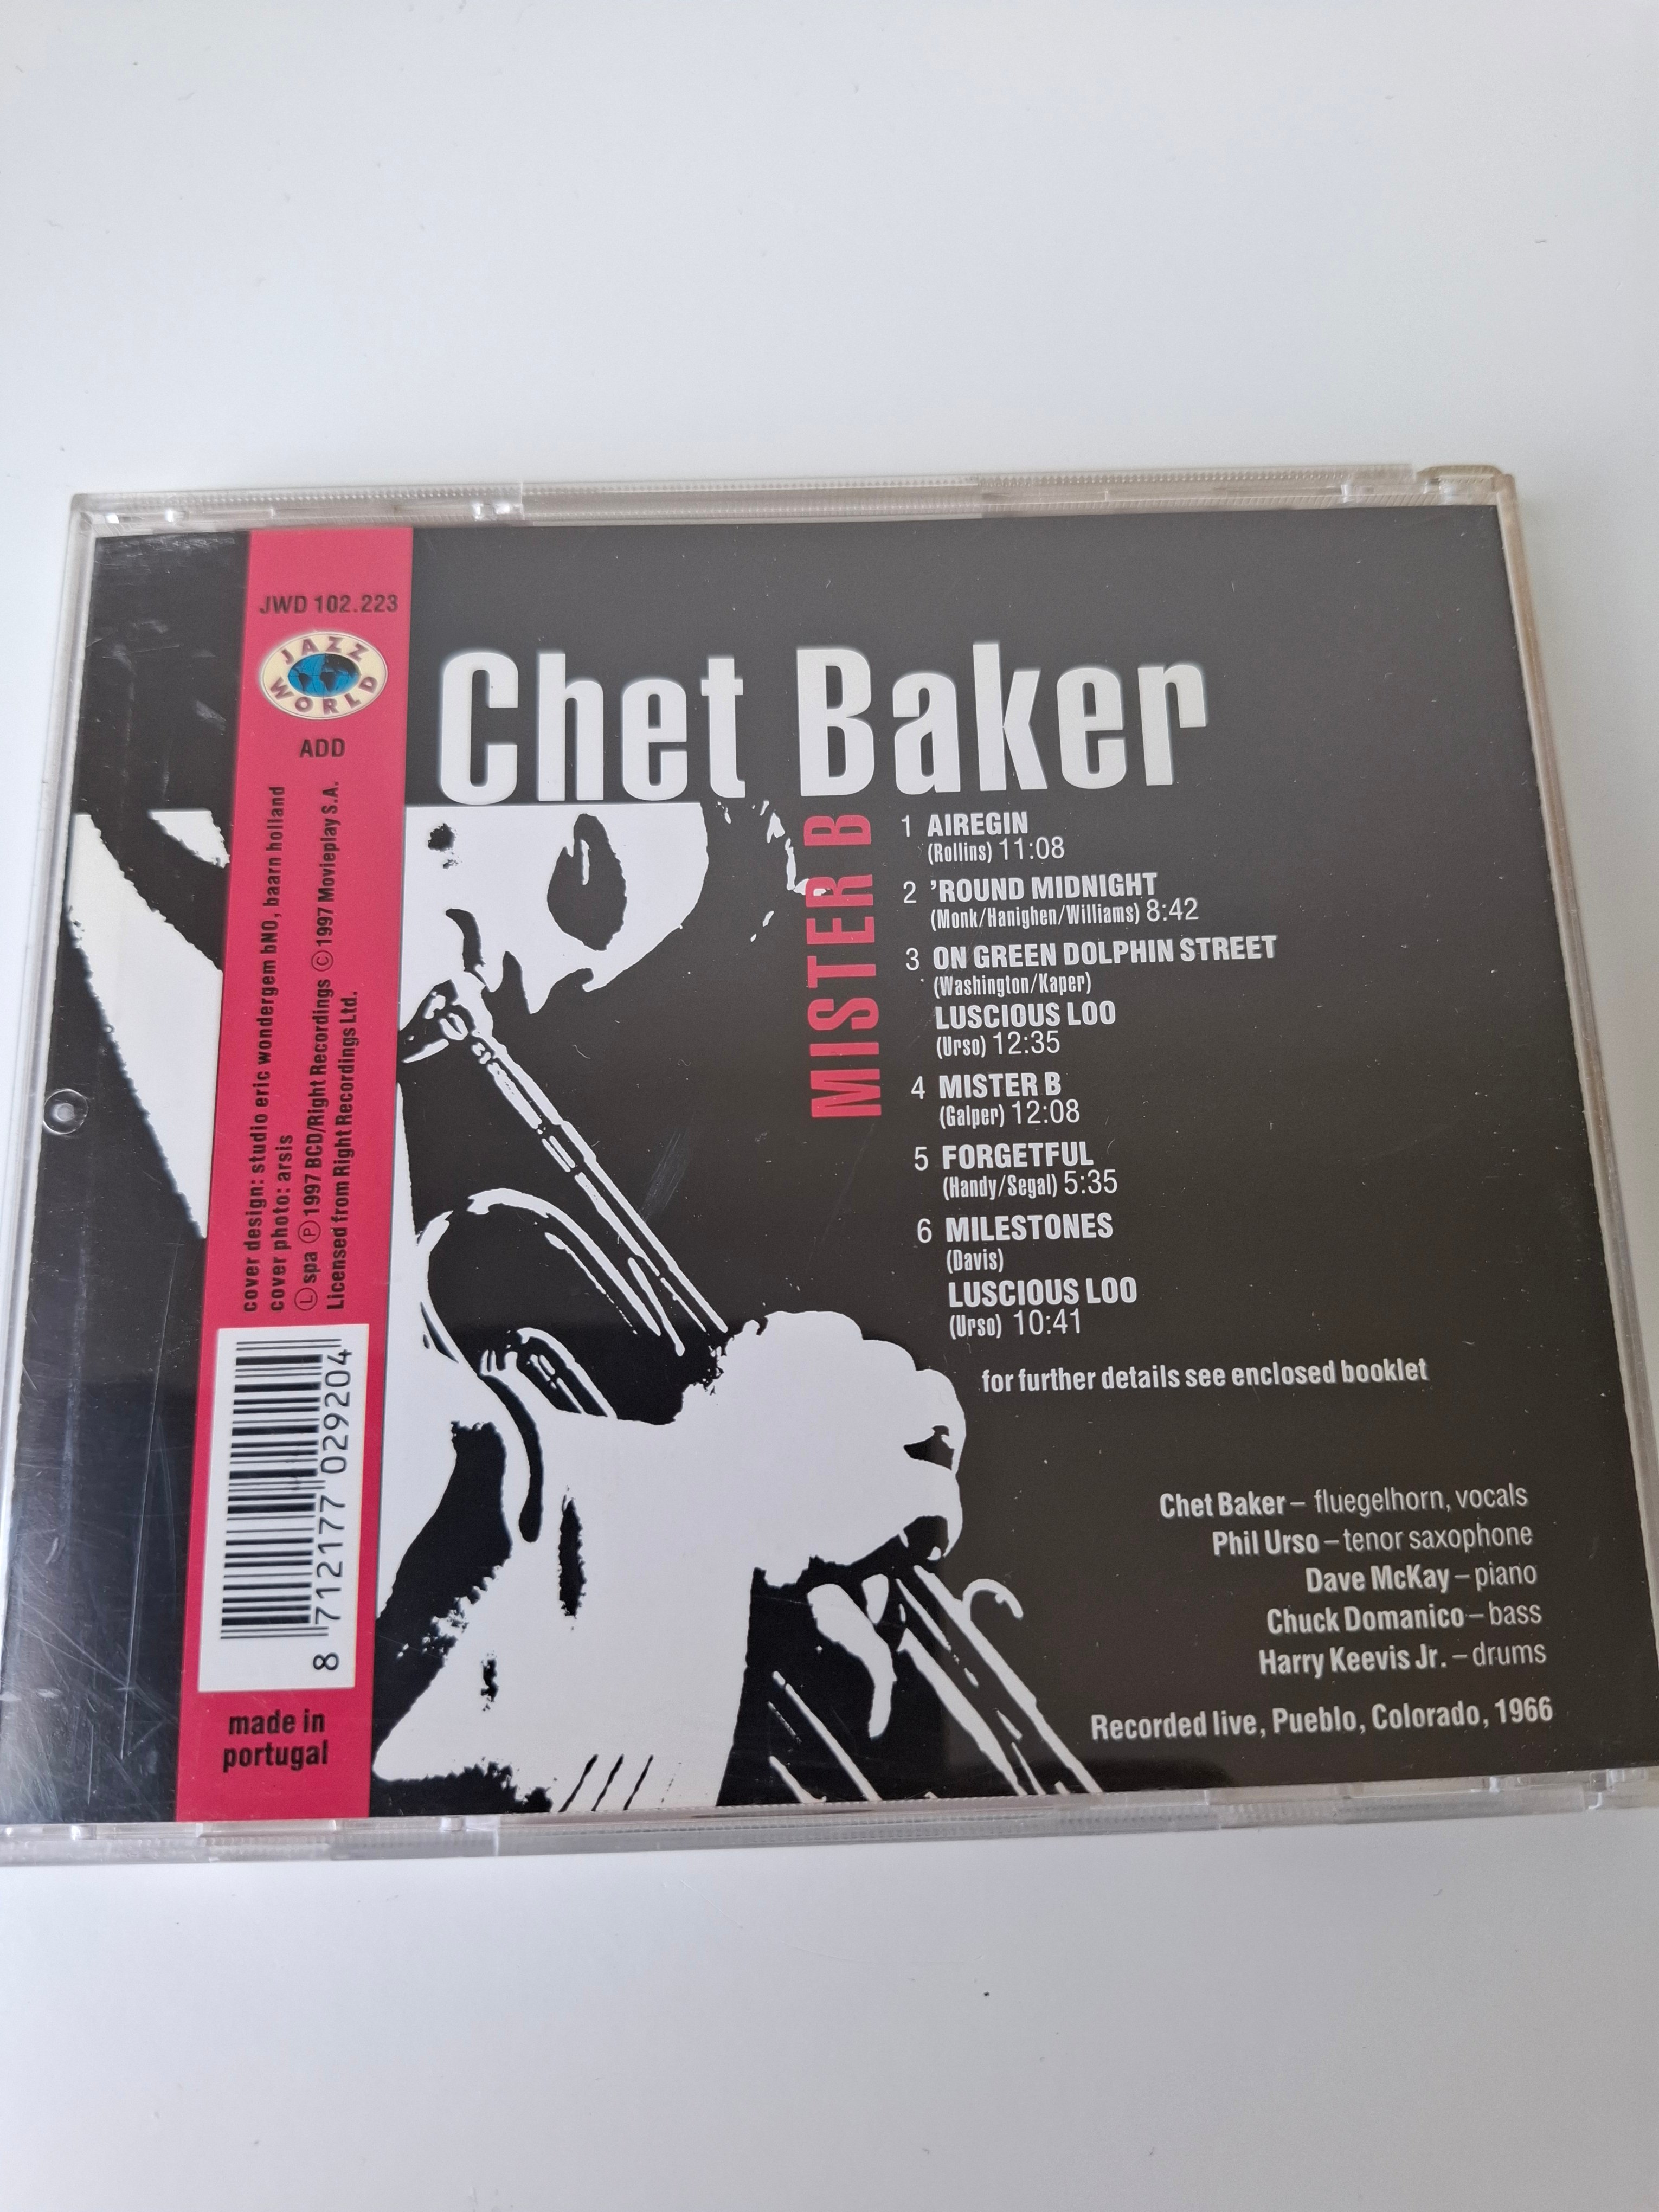 JWD 102.223
JAZZ
WORLD
ADD
cover design: studio eric wondergem bNO, baarn holland
cover photo: arsis
Ⓛ spa Ⓟ 1997 BCD/Right Recordings © 1997 Movieplay S.A.
Licensed from Right Recordings Ltd.
8 712177 029204
made in
portugal
Chet Baker
MISTER B
1 AIREGIN
(Rollins) 11:08
2 'ROUND MIDNIGHT
(Monk/Hanighen/Williams) 8:42
3 ON GREEN DOLPHIN STREET
(Washington/Kaper)
LUSCIOUS LOO
(Urso) 12:35
4 MISTER B
(Galper) 12:08
5 FORGETFUL
(Handy/Segal) 5:35
6 MILESTONES
(Davis)
LUSCIOUS LOO
(Urso) 10:41
for further details see enclosed booklet
Chet Baker – fluegelhorn, vocals
Phil Urso – tenor saxophone
Dave McKay – piano
Chuck Domanico – bass
Harry Keevis Jr. – drums
Recorded live, Pueblo, Colorado, 1966